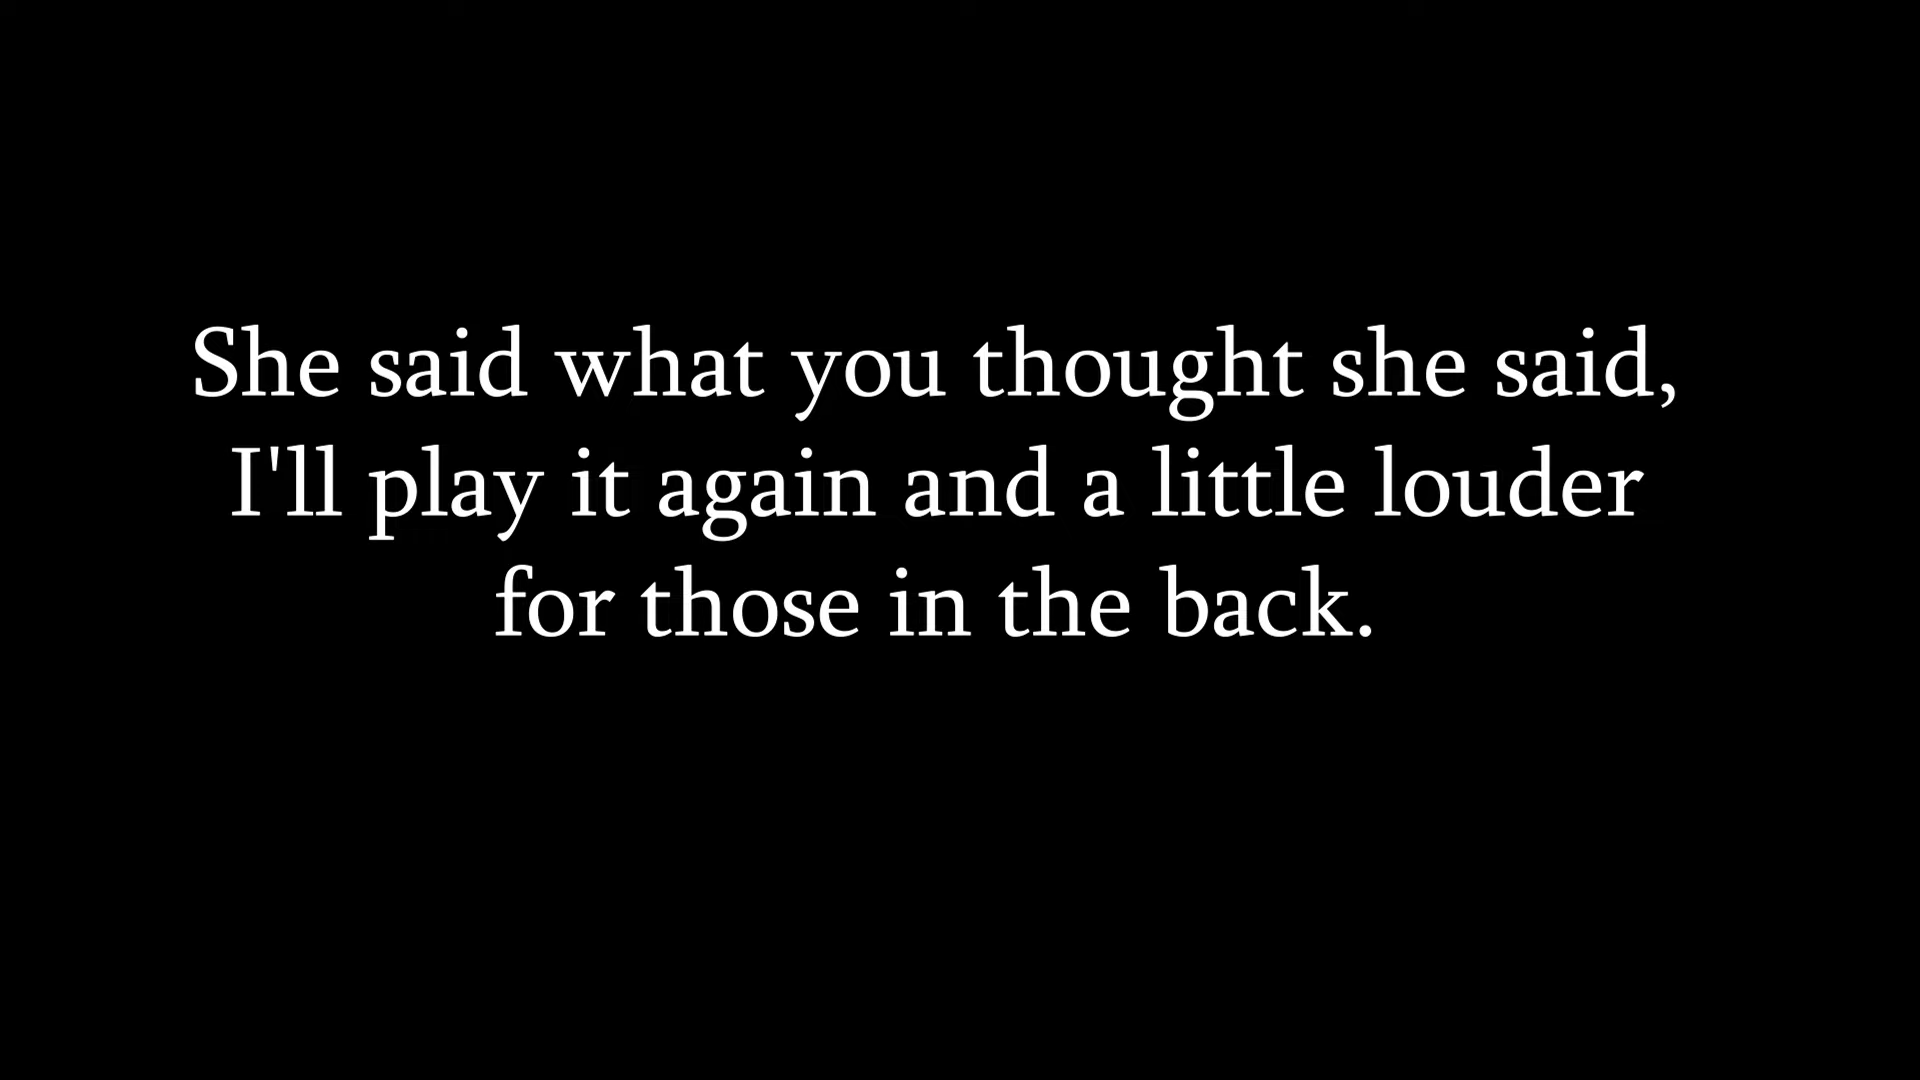 She said what you thought she said,
I'll play it again and a little louder
for those in the back.